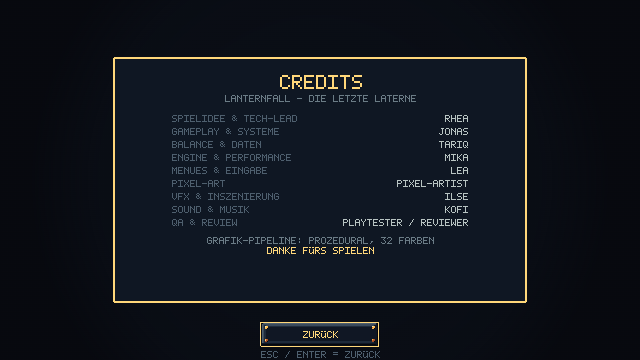 CREDITS
LANTERNFALL - DIE LETZTE LATERNE
SPIELIDEE & TECH-LEAD RHEA
GAMEPLAY & SYSTEME JONAS
BALANCE & DATEN TARIQ
ENGINE & PERFORMANCE MIKA
MENUES & EINGABE LEA
PIXEL-ART PIXEL-ARTIST
VFX & INSZENIERUNG ILSE
SOUND & MUSIK KOFI
QA & REVIEW PLAYTESTER / REVIEWER
GRAFIK-PIPELINE: PROZEDURAL, 32 FARBEN
DANKE FÜRS SPIELEN
ZURÜCK
ESC / ENTER = ZURÜCK